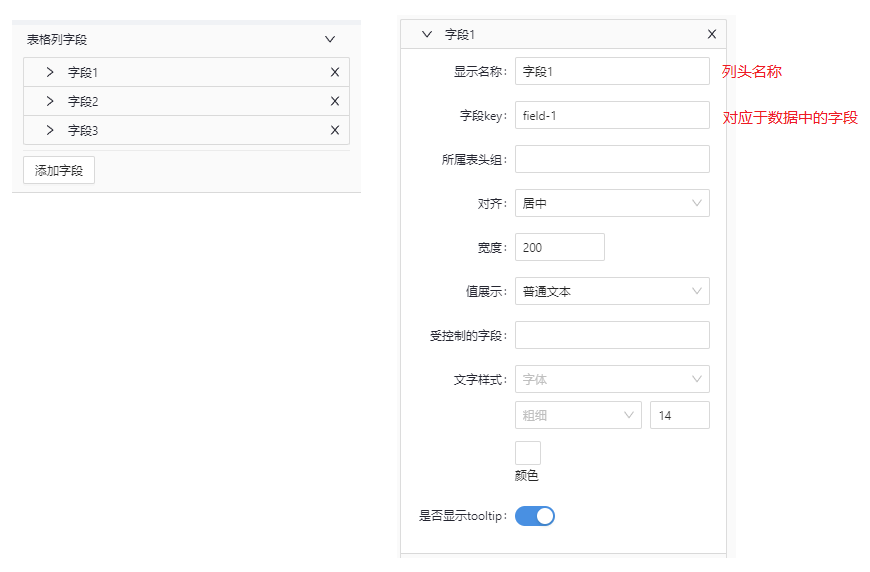 表格列字段
字段1
字段2
字段3
添加字段
字段1
显示名称: 字段1 列头名称
字段key: field-1 对应于数据中的字段
所属表头组:
对齐: 居中
宽度: 200
值展示: 普通文本
受控制的字段:
文字样式: 字体
粗细 14
颜色
是否显示tooltip: